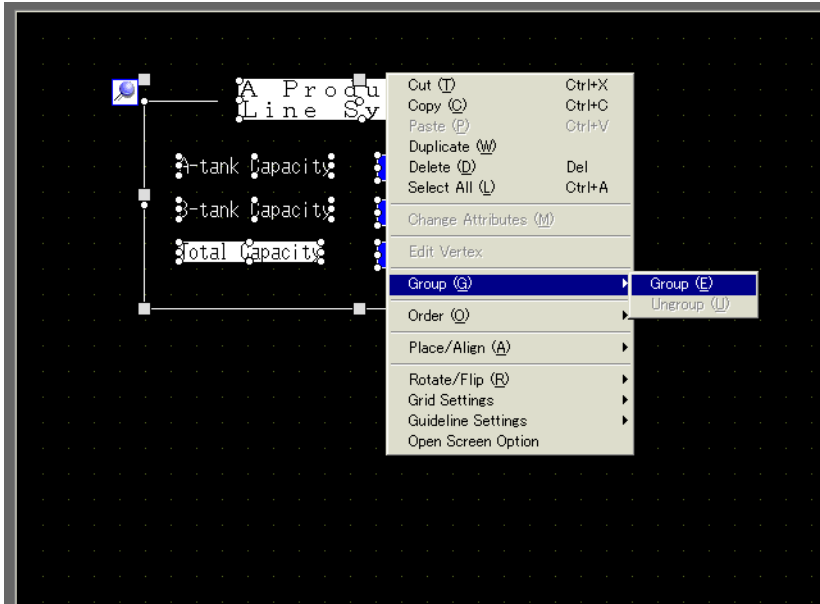 A Produ
Line Sy
A-tank Capacity
B-tank Capacity
Total Capacity
Cut (T) Ctrl+X
Copy (C) Ctrl+C
Paste (P) Ctrl+V
Duplicate (W)
Delete (D) Del
Select All (L) Ctrl+A
Change Attributes (M)
Edit Vertex
Group (G)
Group (E)
Ungroup (U)
Order (O)
Place/Align (A)
Rotate/Flip (R)
Grid Settings
Guideline Settings
Open Screen Option